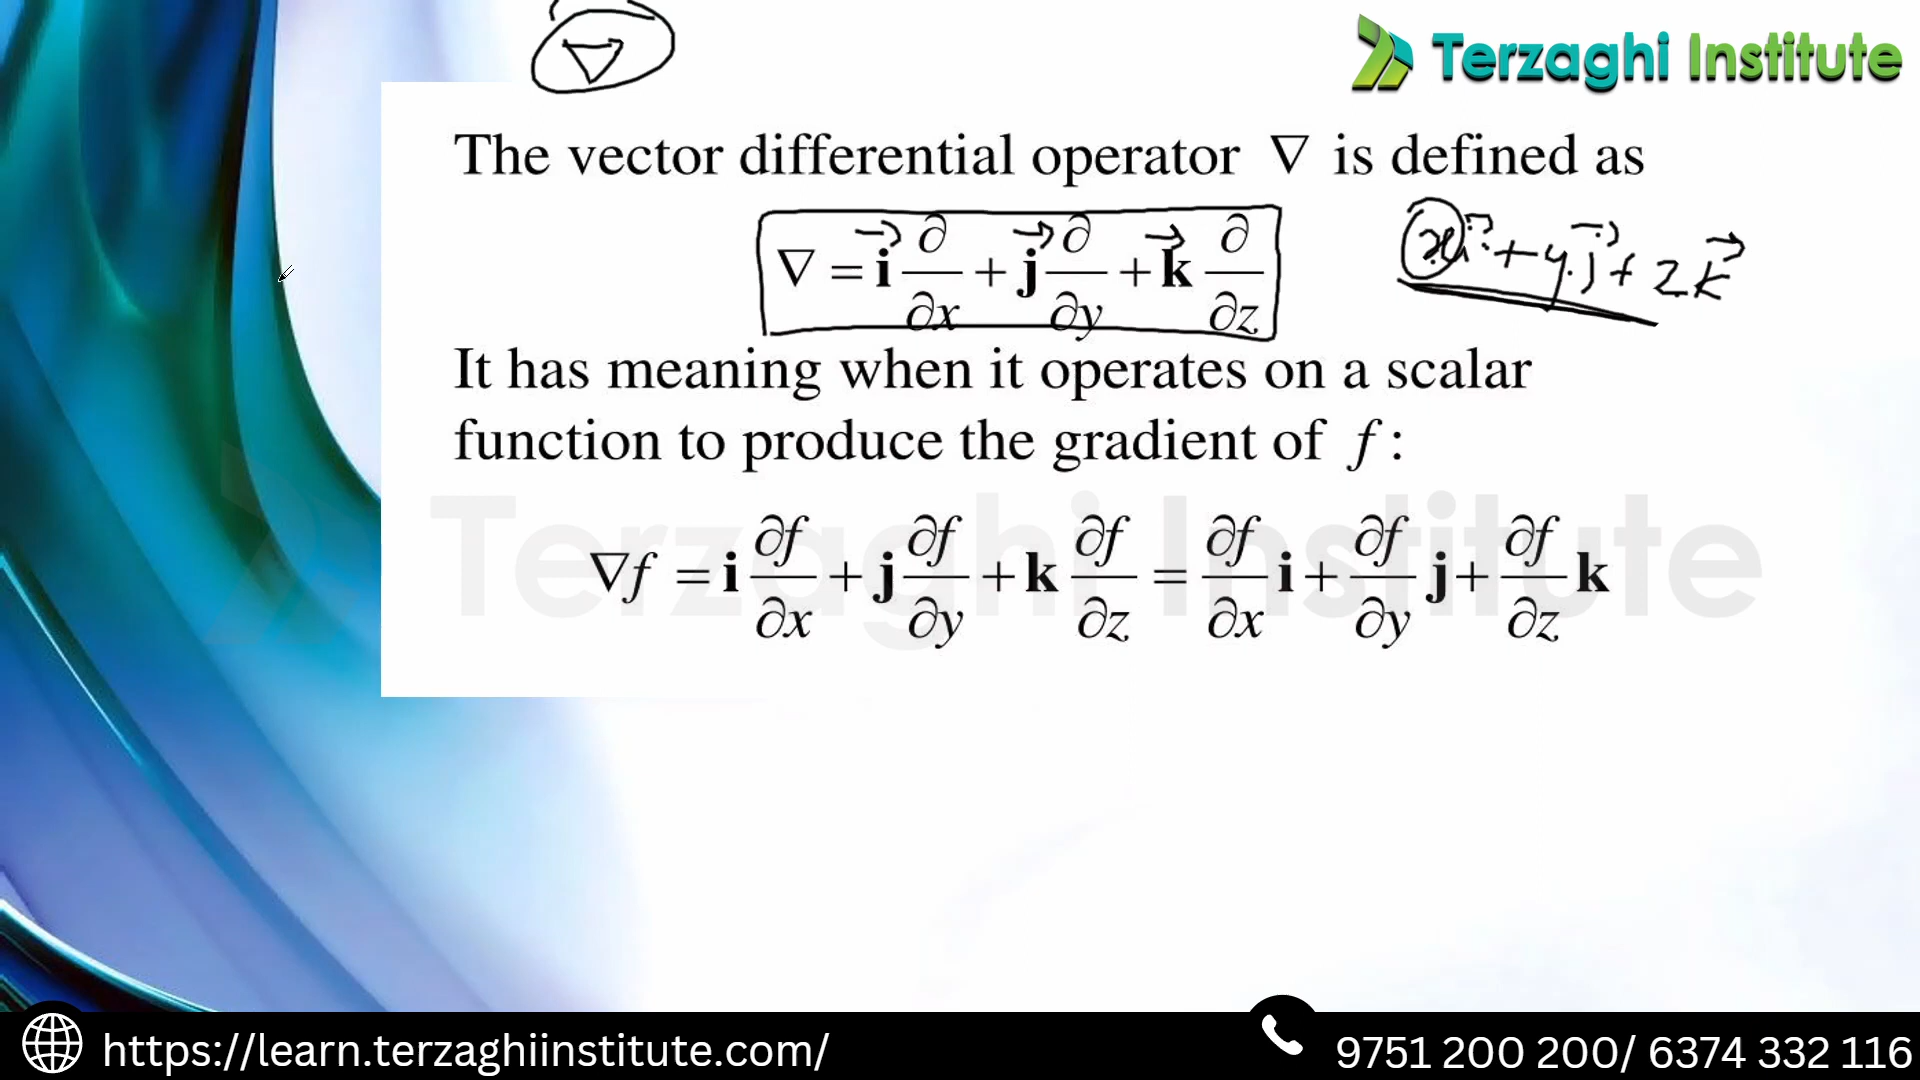 ∇
Terzaghi Institute
The vector differential operator ∇ is defined as
∇ = i ∂/∂x + j ∂/∂y + k ∂/∂z
xi⃗ + yj⃗ + zk⃗
It has meaning when it operates on a scalar
function to produce the gradient of f:
∇f = i ∂f/∂x + j ∂f/∂y + k ∂f/∂z = ∂f/∂x i + ∂f/∂y j + ∂f/∂z k
Terzaghi Institute
https://learn.terzaghiinstitute.com/
9751 200 200/ 6374 332 116